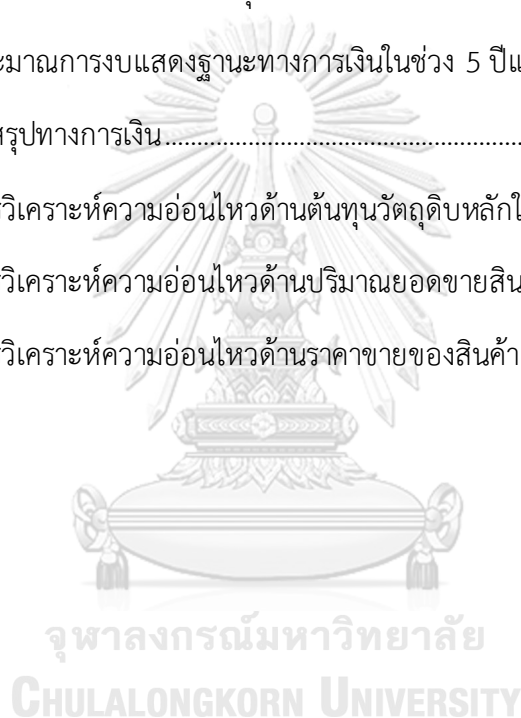 ะมาณการงบแสดงฐานะทางการเงินในช่วง 5 ปีแ
สรุปทางการเงิน.......................................................
รวิเคราะห์ความอ่อนไหวด้านต้นทุนวัตถุดิบหลักใ
รวิเคราะห์ความอ่อนไหวด้านปริมาณยอดขายสิน
รวิเคราะห์ความอ่อนไหวด้านราคาขายของสินค้า.
จุฬาลงกรณ์มหาวิทยาลัย
CHULALONGKORN UNIVERSITY